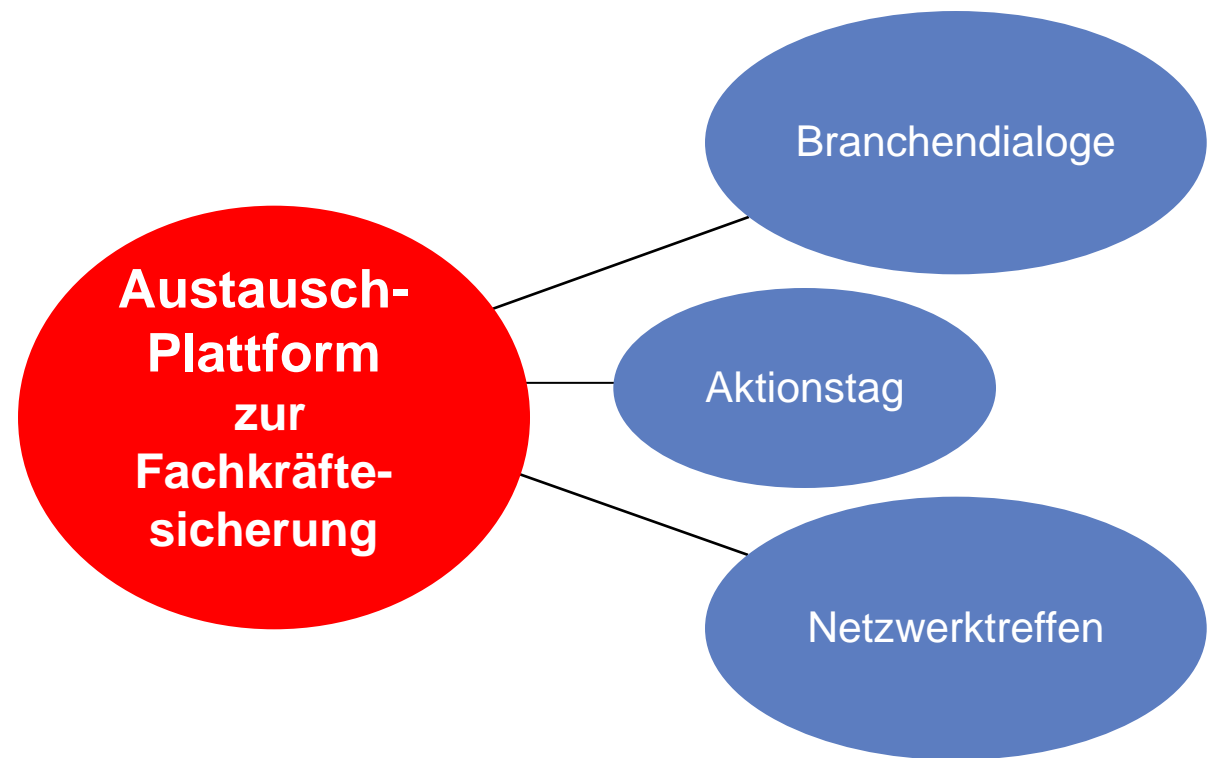 Branchendialoge
Austausch-
Plattform
zur
Fachkräfte-
sicherung
Aktionstag
Netzwerktreffen